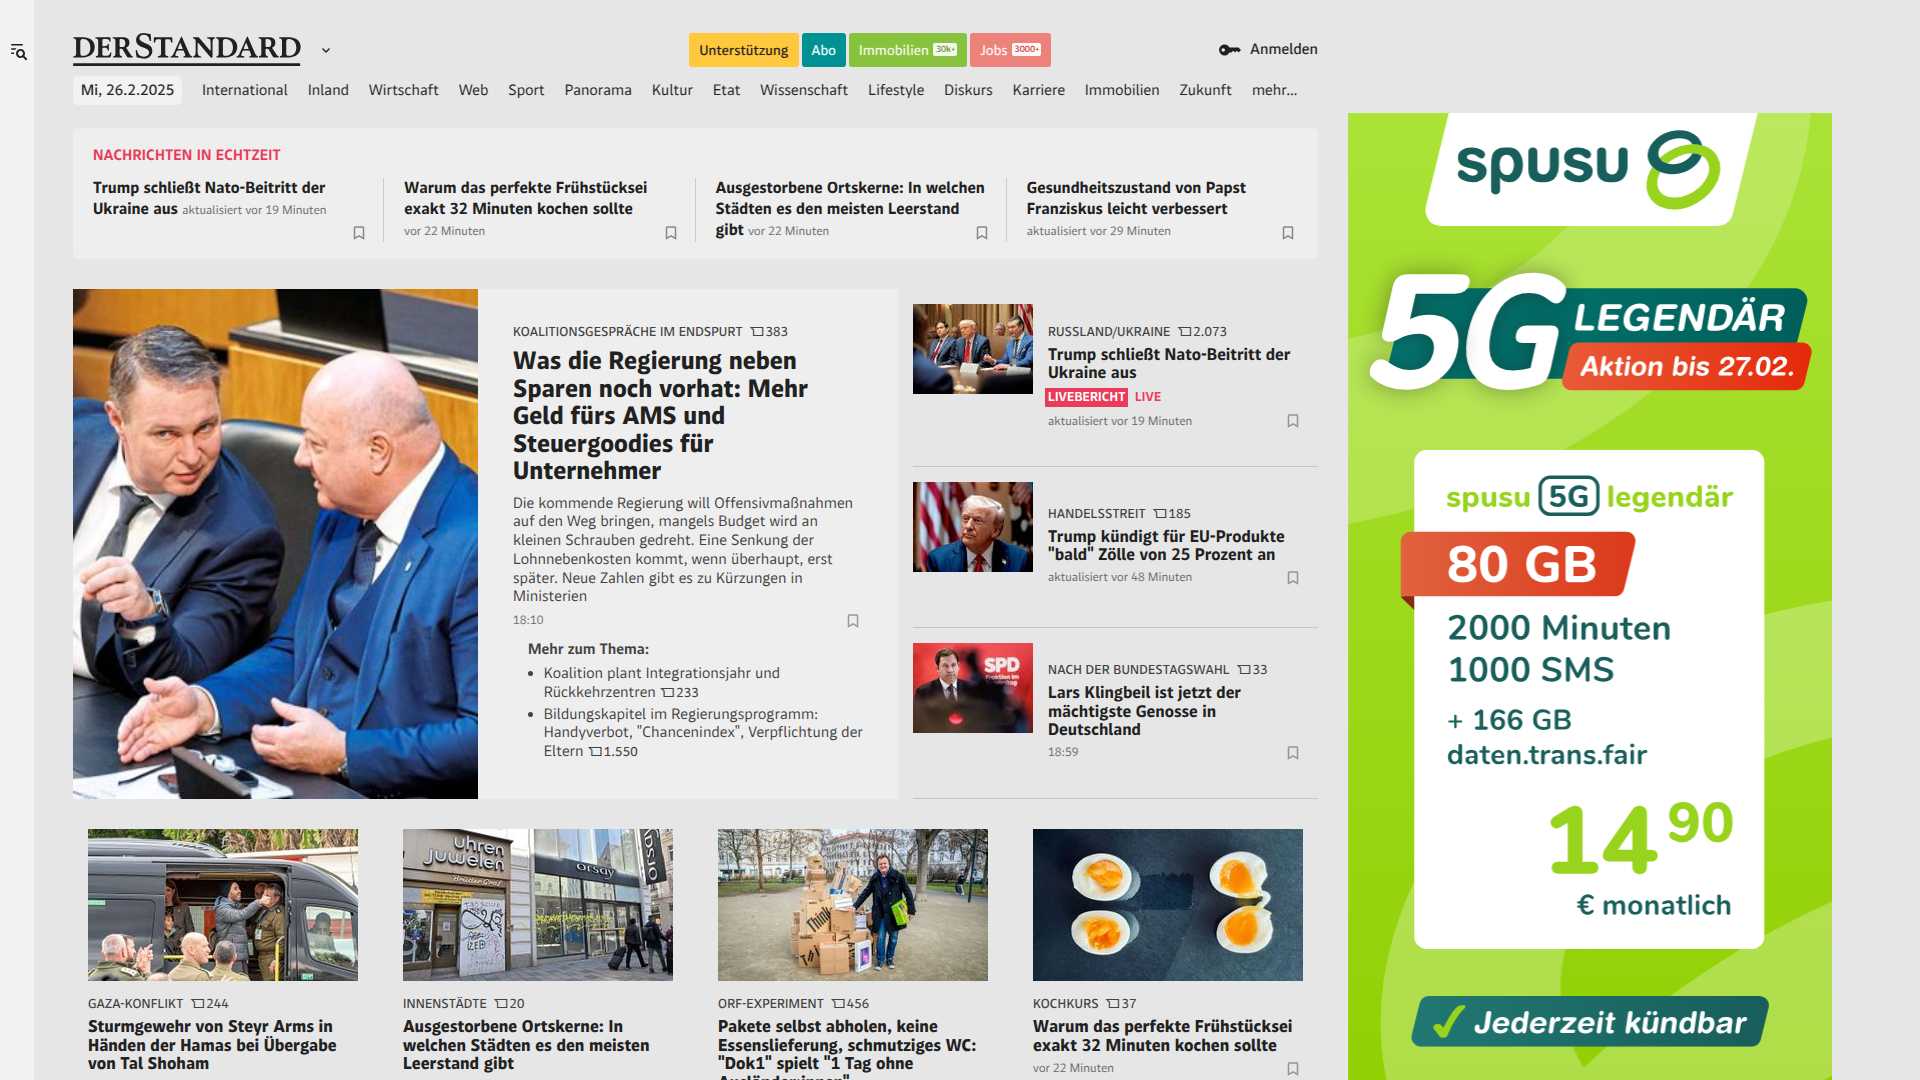 DERSTANDARD
Unterstützung
Abo
Immobilien 30k+
Jobs 3000+
Anmelden
Mi, 26.2.2025
International
Inland
Wirtschaft
Web
Sport
Panorama
Kultur
Etat
Wissenschaft
Lifestyle
Diskurs
Karriere
Immobilien
Zukunft
mehr...
NACHRICHTEN IN ECHTZEIT
Trump schließt Nato-Beitritt der
Ukraine aus aktualisiert vor 19 Minuten
Warum das perfekte Frühstücksei
exakt 32 Minuten kochen sollte
vor 22 Minuten
Ausgestorbene Ortskerne: In welchen
Städten es den meisten Leerstand
gibt vor 22 Minuten
Gesundheitszustand von Papst
Franziskus leicht verbessert
aktualisiert vor 29 Minuten
KOALITIONSGESPRÄCHE IM ENDSPURT 383
Was die Regierung neben
Sparen noch vorhat: Mehr
Geld fürs AMS und
Steuergoodies für
Unternehmer
Die kommende Regierung will Offensivmaßnahmen
auf den Weg bringen, mangels Budget wird an
kleinen Schrauben gedreht. Eine Senkung der
Lohnnebenkosten kommt, wenn überhaupt, erst
später. Neue Zahlen gibt es zu Kürzungen in
Ministerien
18:10
Mehr zum Thema:
Koalition plant Integrationsjahr und
Rückkehrzentren 233
Bildungskapitel im Regierungsprogramm:
Handyverbot, "Chancenindex", Verpflichtung der
Eltern 1.550
RUSSLAND/UKRAINE 2.073
Trump schließt Nato-Beitritt der
Ukraine aus
LIVEBERICHT LIVE
aktualisiert vor 19 Minuten
HANDELSSTREIT 185
Trump kündigt für EU-Produkte
"bald" Zölle von 25 Prozent an
aktualisiert vor 48 Minuten
SPD
Fraktion im
NACH DER BUNDESTAGSWAHL 33
Lars Klingbeil ist jetzt der
mächtigste Genosse in
Deutschland
18:59
GAZA-KONFLIKT 244
Sturmgewehr von Steyr Arms in
Händen der Hamas bei Übergabe
von Tal Shoham
uhren
juwelen
orsay
ORSAY
INNENSTÄDTE 20
Ausgestorbene Ortskerne: In
welchen Städten es den meisten
Leerstand gibt
Think
ORF-EXPERIMENT 456
Pakete selbst abholen, keine
Essenslieferung, schmutziges WC:
"Dok1" spielt "1 Tag ohne
Ausländer:innen"
KOCHKURS 37
Warum das perfekte Frühstücksei
exakt 32 Minuten kochen sollte
vor 22 Minuten
spusu
5G LEGENDÄR
Aktion bis 27.02.
spusu 5G legendär
80 GB
2000 Minuten
1000 SMS
+ 166 GB
daten.trans.fair
14 90
€ monatlich
Jederzeit kündbar